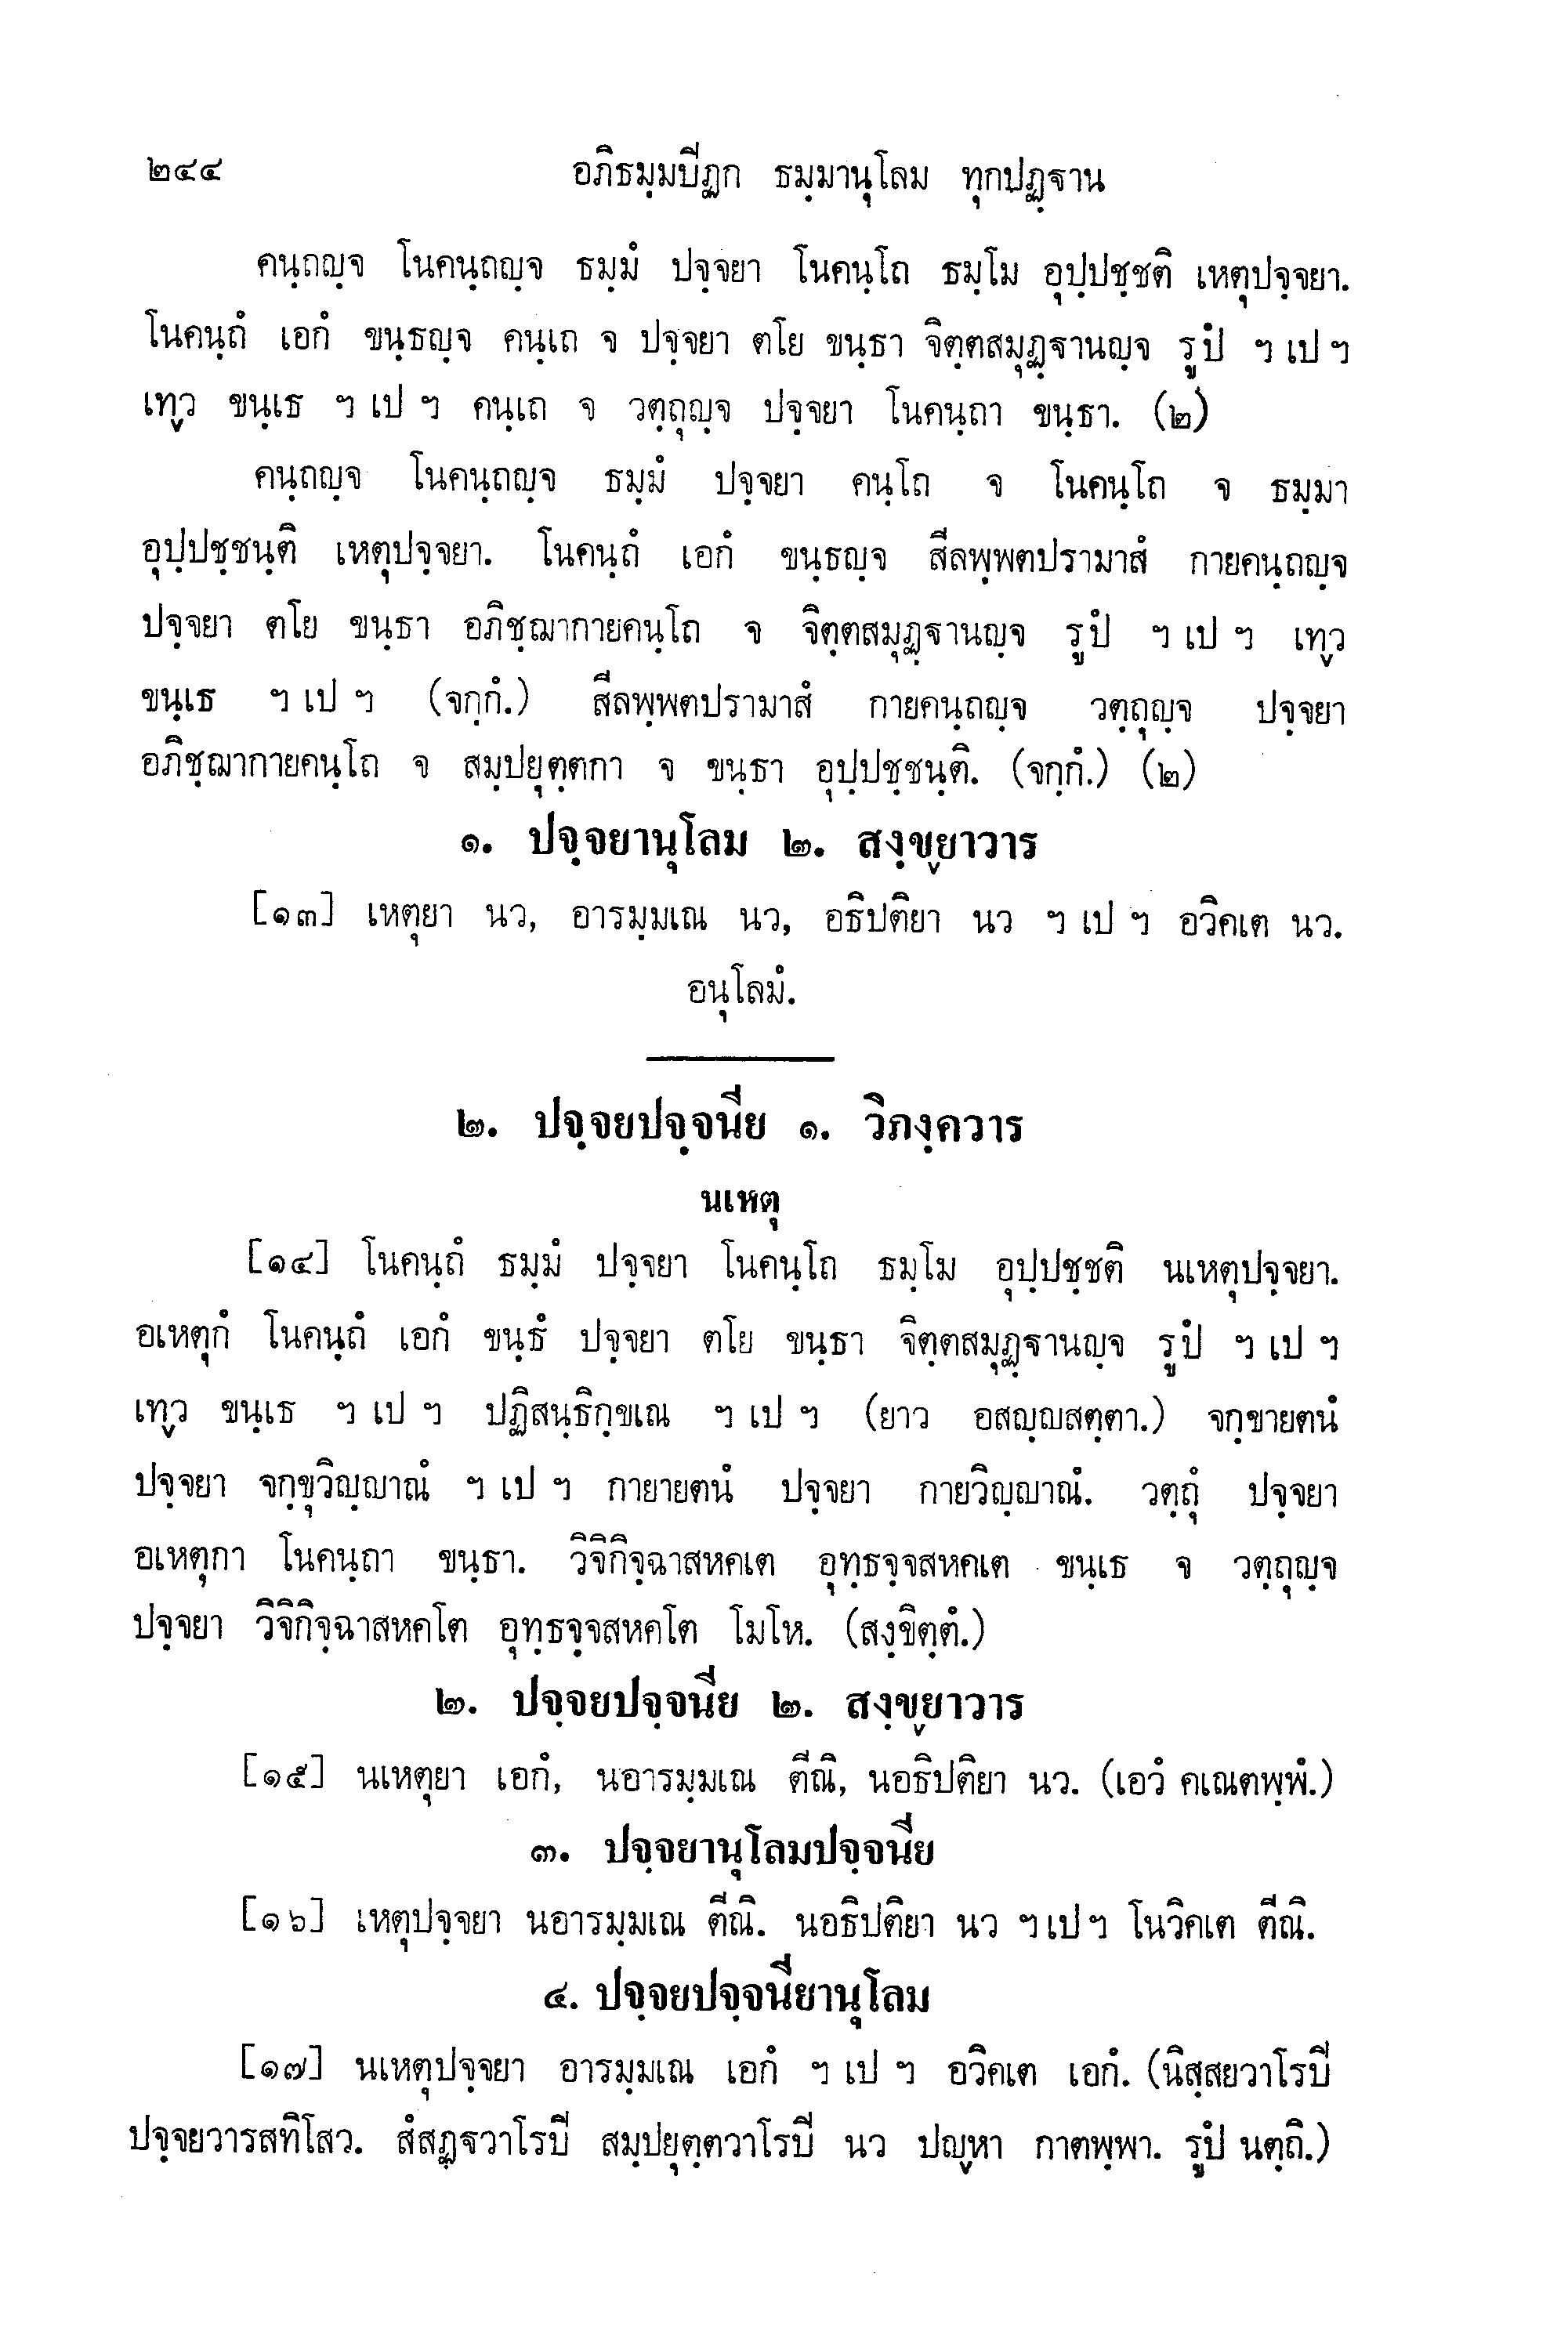 ๒๔๔ อภิธมฺมปิฏก ธมฺมานุโลม ทุกปฏฺฐาน
คนฺถญฺจ โนคนฺถญฺจ ธมฺมํ ปจฺจยา โนคนฺโถ ธมฺโม อุปฺปชฺชติ เหตุปจฺจยา.
โนคนฺถํ เอกํ ขนฺธญฺจ คนฺเถ จ ปจฺจยา ตโย ขนฺธา จิตฺตสมุฏฺฐานญฺจ รูปํ ฯ เป ฯ
เทฺว ขนฺเธ ฯ เป ฯ คนฺเถ จ วตฺถุญฺจ ปจฺจยา โนคนฺถา ขนฺธา. (๒)
คนฺถญฺจ โนคนฺถญฺจ ธมฺมํ ปจฺจยา คนฺโถ จ โนคนฺโถ จ ธมฺมา
อุปฺปชฺชนฺติ เหตุปจฺจยา. โนคนฺถํ เอกํ ขนฺธญฺจ สีลพฺพตปรามาสํ กายคนฺถญฺจ
ปจฺจยา ตโย ขนฺธา อภิชฺฌากายคนฺโถ จ จิตฺตสมุฏฺฐานญฺจ รูปํ ฯ เป ฯ เทฺว
ขนฺเธ ฯ เป ฯ (จกฺกํ.) สีลพฺพตปรามาสํ กายคนฺถญฺจ วตฺถุญฺจ ปจฺจยา
อภิชฺฌากายคนฺโถ จ สมฺปยุตฺตกา จ ขนฺธา อุปฺปชฺชนฺติ. (จกฺกํ.) (๒)
๑. ปจฺจยานุโลม ๒. สงฺขฺยาวาร
[๑๓] เหตุยา นว, อารมฺมเณ นว, อธิปติยา นว ฯ เป ฯ อวิคเต นว.
อนุโลมํ.
๒. ปจฺจยปจฺจนีย ๑. วิภงฺควาร
นเหตุ
[๑๔] โนคนฺถํ ธมฺมํ ปจฺจยา โนคนฺโถ ธมฺโม อุปฺปชฺชติ นเหตุปจฺจยา.
อเหตุกํ โนคนฺถํ เอกํ ขนฺธํ ปจฺจยา ตโย ขนฺธา จิตฺตสมุฏฺฐานญฺจ รูปํ ฯ เป ฯ
เทฺว ขนฺเธ ฯ เป ฯ ปฏิสนฺธิกฺขเณ ฯ เป ฯ (ยาว อสญฺญสตฺตา.) จกฺขายตนํ
ปจฺจยา จกฺขุวิญฺญาณํ ฯ เป ฯ กายายตนํ ปจฺจยา กายวิญฺญาณํ. วตฺถุํ ปจฺจยา
อเหตุกา โนคนฺถา ขนฺธา. วิจิกิจฺฉาสหคเต อุทฺธจฺจสหคเต ขนฺเธ จ วตฺถุญฺจ
ปจฺจยา วิจิกิจฺฉาสหคโต อุทฺธจฺจสหคโต โมโห. (สงฺขิตฺตํ.)
๒. ปจฺจยปจฺจนีย ๒. สงฺขฺยาวาร
[๑๕] นเหตุยา เอกํ, นอารมฺมเณ ตีณิ, นอธิปติยา นว. (เอวํ คเณตพฺพํ.)
๓. ปจฺจยานุโลมปจฺจนีย
[๑๖] เหตุปจฺจยา นอารมฺมเณ ตีณิ. นอธิปติยา นว ฯ เป ฯ โนวิคเต ตีณิ.
๔. ปจฺจยปจฺจนียานุโลม
[๑๗] นเหตุปจฺจยา อารมฺมเณ เอกํ ฯ เป ฯ อวิคเต เอกํ. (นิสฺสยวาโรปิ
ปจฺจยวารสทิโสว. สํสฏฺฐวาโรปิ สมฺปยุตฺตวาโรปิ นว ปญฺหา กาตพฺพา. รูปํ นตฺถิ.)